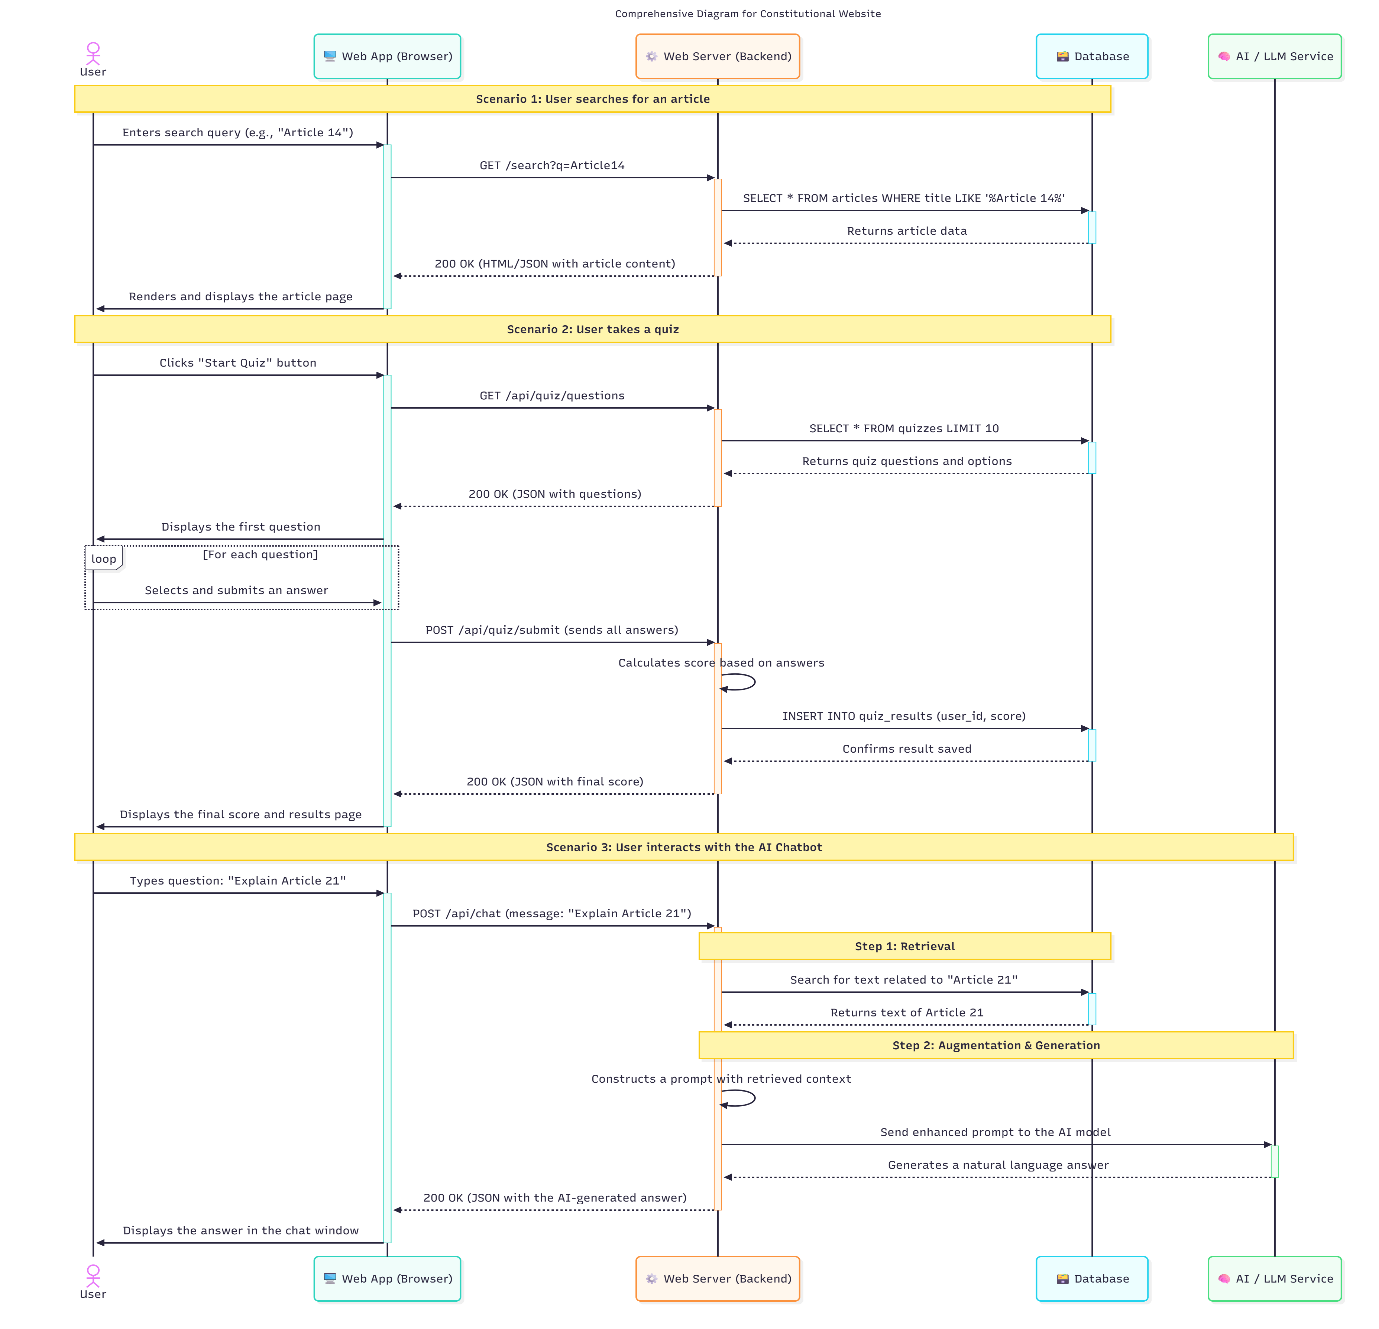 Comprehensive Diagram for Constitutional Website
User
Web App (Browser)
Web Server (Backend)
Database
AI / LLM Service
Scenario 1: User searches for an article
Enters search query (e.g., "Article 14")
GET /search?q=Article14
SELECT * FROM articles WHERE title LIKE '%Article 14%'
Returns article data
200 OK (HTML/JSON with article content)
Renders and displays the article page
Scenario 2: User takes a quiz
Clicks "Start Quiz" button
GET /api/quiz/questions
SELECT * FROM quizzes LIMIT 10
Returns quiz questions and options
200 OK (JSON with questions)
Displays the first question
loop
[For each question]
Selects and submits an answer
POST /api/quiz/submit (sends all answers)
Calculates score based on answers
INSERT INTO quiz_results (user_id, score)
Confirms result saved
200 OK (JSON with final score)
Displays the final score and results page
Scenario 3: User interacts with the AI Chatbot
Types question: "Explain Article 21"
POST /api/chat (message: "Explain Article 21")
Step 1: Retrieval
Search for text related to "Article 21"
Returns text of Article 21
Step 2: Augmentation & Generation
Constructs a prompt with retrieved context
Send enhanced prompt to the AI model
Generates a natural language answer
200 OK (JSON with the AI-generated answer)
Displays the answer in the chat window
User
Web App (Browser)
Web Server (Backend)
Database
AI / LLM Service